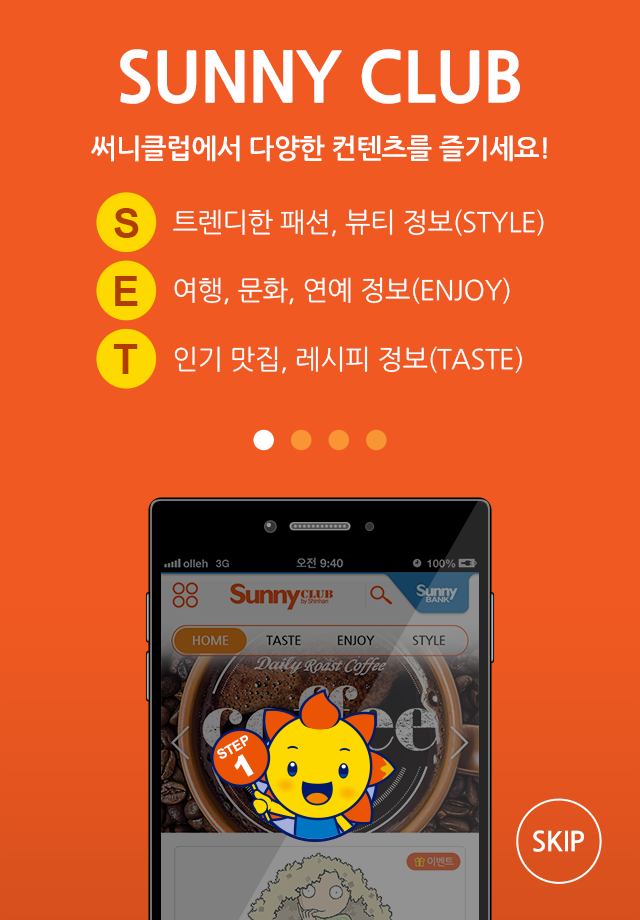 SUNNY CLUB
써니클럽에서 다양한 컨텐츠를 즐기세요!
S 트렌디한 패션, 뷰티 정보(STYLE)
E 여행, 문화, 연예 정보(ENJOY)
T 인기 맛집, 레시피 정보(TASTE)
olleh 3G 오전 9:40 100%
Sunny CLUB by Shinhan
Sunny BANK
HOME TASTE ENJOY STYLE
Daily Roast Coffee
coffee
STEP 1
SKIP
이벤트